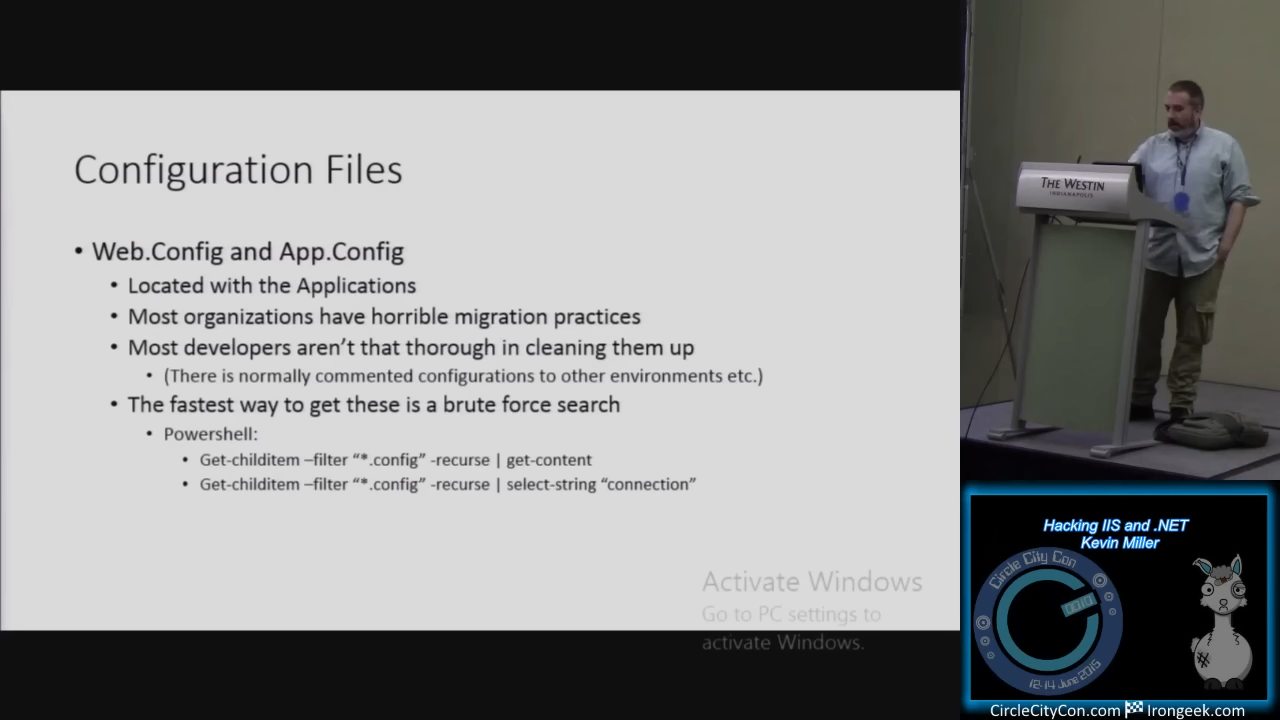 Configuration Files
• Web.Config and App.Config
• Located with the Applications
• Most organizations have horrible migration practices
• Most developers aren’t that thorough in cleaning them up
• (There is normally commented configurations to other environments etc.)
• The fastest way to get these is a brute force search
• Powershell:
• Get-childitem –filter “*.config” -recurse | get-content
• Get-childitem –filter “*.config” -recurse | select-string “connection”
Activate Windows
Go to PC settings to
activate Windows.
THE WESTIN
INDIANAPOLIS
Hacking IIS and .NET
Kevin Miller
Circle City Con
12-14 June 2015
CircleCityCon.com Irongeek.com